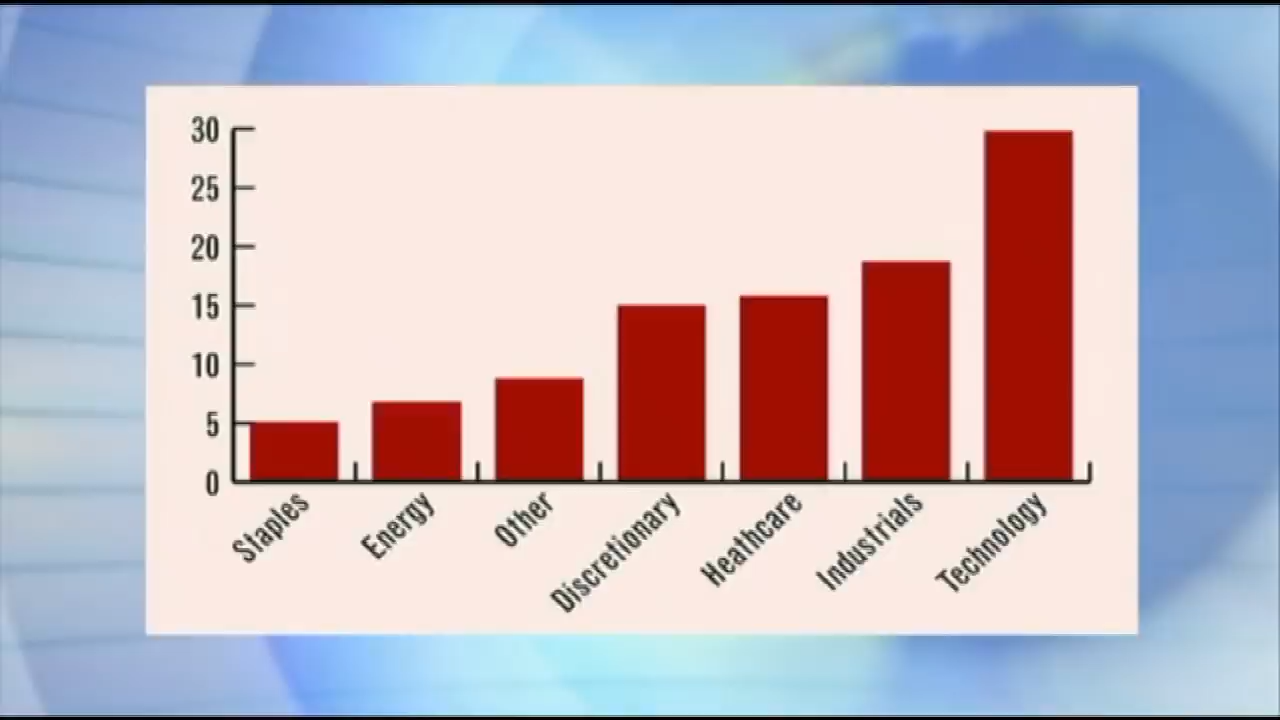 30
25
20
15
10
5
0
Staples
Energy
Other
Discretionary
Heathcare
Industrials
Technology